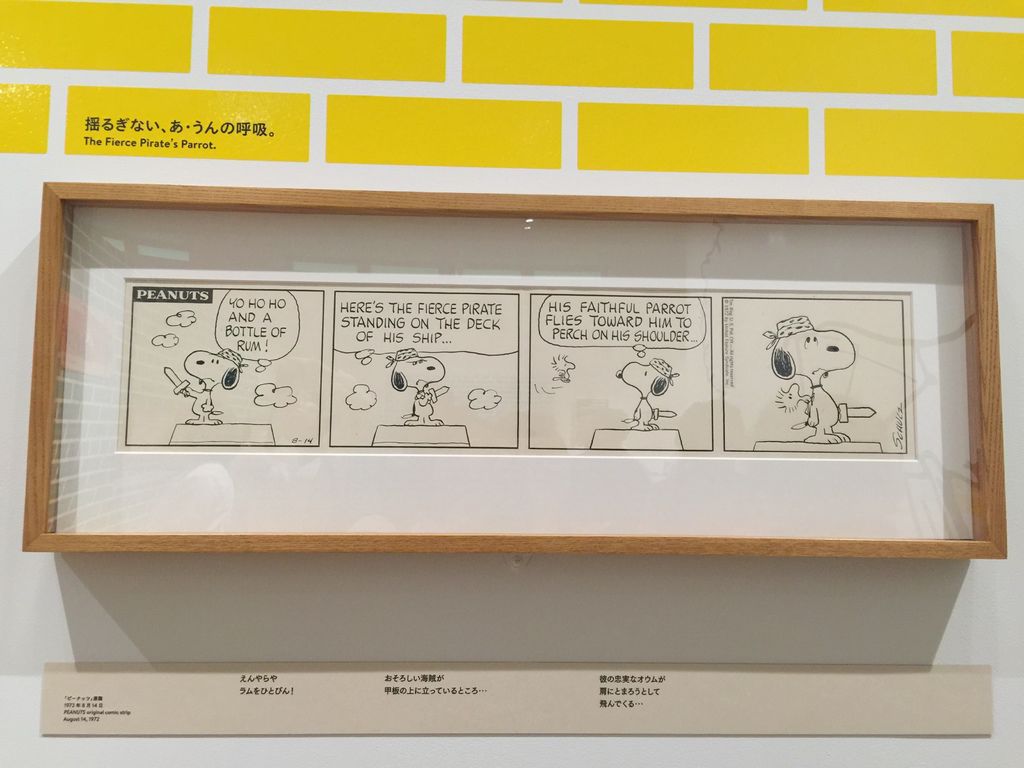 揺るぎない、あ・うんの呼吸。
The Fierce Pirate's Parrot.
PEANUTS
YO HO HO
AND A
BOTTLE OF
RUM!
8-14
HERE'S THE FIERCE PIRATE
STANDING ON THE DECK
OF HIS SHIP...
HIS FAITHFUL PARROT
FLIES TOWARD HIM TO
PERCH ON HIS SHOULDER...
SCHULZ
えんやらや
ラムをひとびん!
おそろしい海賊が
甲板の上に立っているところ…
彼の忠実なオウムが
肩にとまろうとして
飛んでくる…
「ピーナッツ」原画
1972年8月14日
PEANUTS original comic strip
August 14, 1972